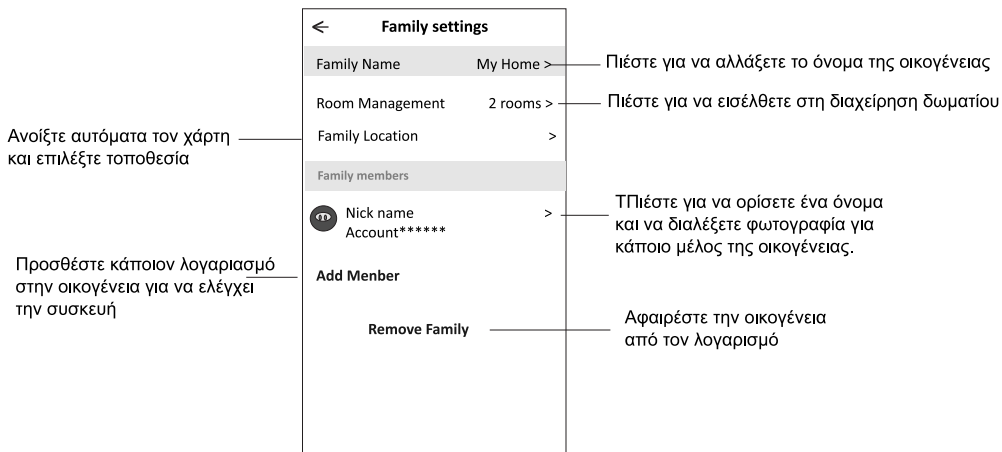 ← Family settings
Family Name My Home >
Πιέστε για να αλλάξετε το όνομα της οικογένειας
Room Management 2 rooms >
Πιέστε για να εισέλθετε στη διαχείρηση δωματίου
Ανοίξτε αυτόματα τον χάρτη
και επιλέξτε τοποθεσία
Family Location >
Family members
Nick name >
Account******
ΤΠιέστε για να ορίσετε ένα όνομα
και να διαλέξετε φωτογραφία για
κάποιο μέλος της οικογένειας.
Προσθέστε κάποιον λογαριασμό
στην οικογένεια για να ελέγχει
την συσκευή
Add Menber
Remove Family
Αφαιρέστε την οικογένεια
από τον λογαρισμό